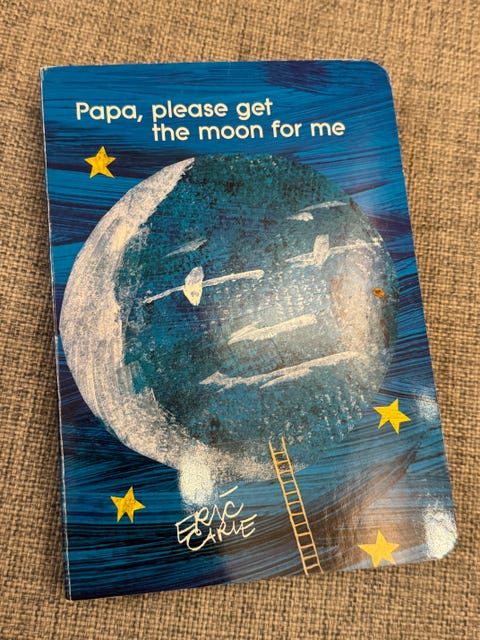 Papa, please get
the moon for me
ERIC
CARLE